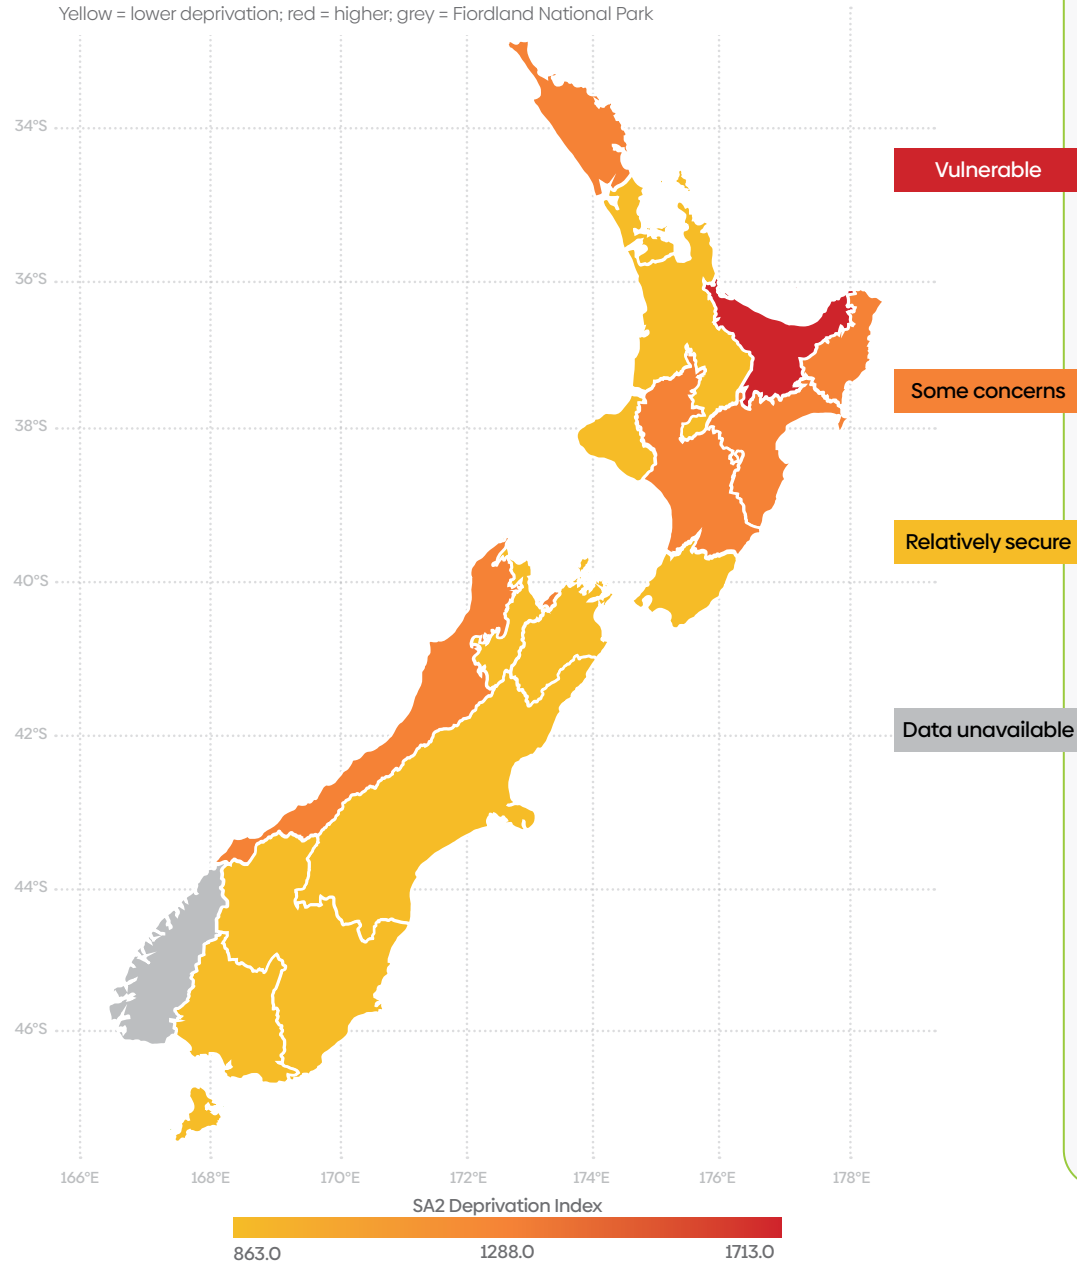 Yellow = lower deprivation; red = higher; grey = Fiordland National Park
34°S
36°S
38°S
40°S
42°S
44°S
46°S
Vulnerable
Some concerns
Relatively secure
Data unavailable
166°E 168°E 170°E 172°E 174°E 176°E 178°E
SA2 Deprivation Index
863.0 1288.0 1713.0